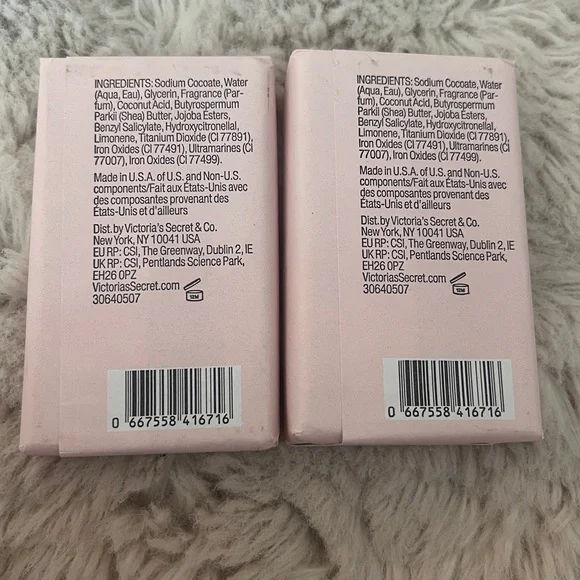 INGREDIENTS: Sodium Cocoate, Water
(Aqua, Eau), Glycerin, Fragrance (Par-
fum), Coconut Acid, Butyrospermum
Parkii (Shea) Butter, Jojoba Esters,
Benzyl Salicylate, Hydroxycitronellal,
Limonene, Titanium Dioxide (CI 77891),
Iron Oxides (CI 77491), Ultramarines (CI
77007), Iron Oxides (CI 77499).
Made in U.S.A. of U.S. and Non-U.S.
components/Fait aux États-Unis avec
des composantes provenant des
États-Unis et d'ailleurs
Dist. by Victoria's Secret & Co.
New York, NY 10041 USA
EU RP: CSI, The Greenway, Dublin 2, IE
UK RP: CSI, Pentlands Science Park,
EH26 0PZ
VictoriasSecret.com
30640507
12M
0 667558 416716
INGREDIENTS: Sodium Cocoate, Water
(Aqua, Eau), Glycerin, Fragrance (Par-
fum), Coconut Acid, Butyrospermum
Parkii (Shea) Butter, Jojoba Esters,
Benzyl Salicylate, Hydroxycitronellal,
Limonene, Titanium Dioxide (CI 77891),
Iron Oxides (CI 77491), Ultramarines (CI
77007), Iron Oxides (CI 77499).
Made in U.S.A. of U.S. and Non-U.S.
components/Fait aux États-Unis avec
des composantes provenant des
États-Unis et d'ailleurs
Dist. by Victoria's Secret & Co.
New York, NY 10041 USA
EU RP: CSI, The Greenway, Dublin 2, IE
UK RP: CSI, Pentlands Science Park,
EH26 0PZ
VictoriasSecret.com
30640507
12M
0 667558 416716